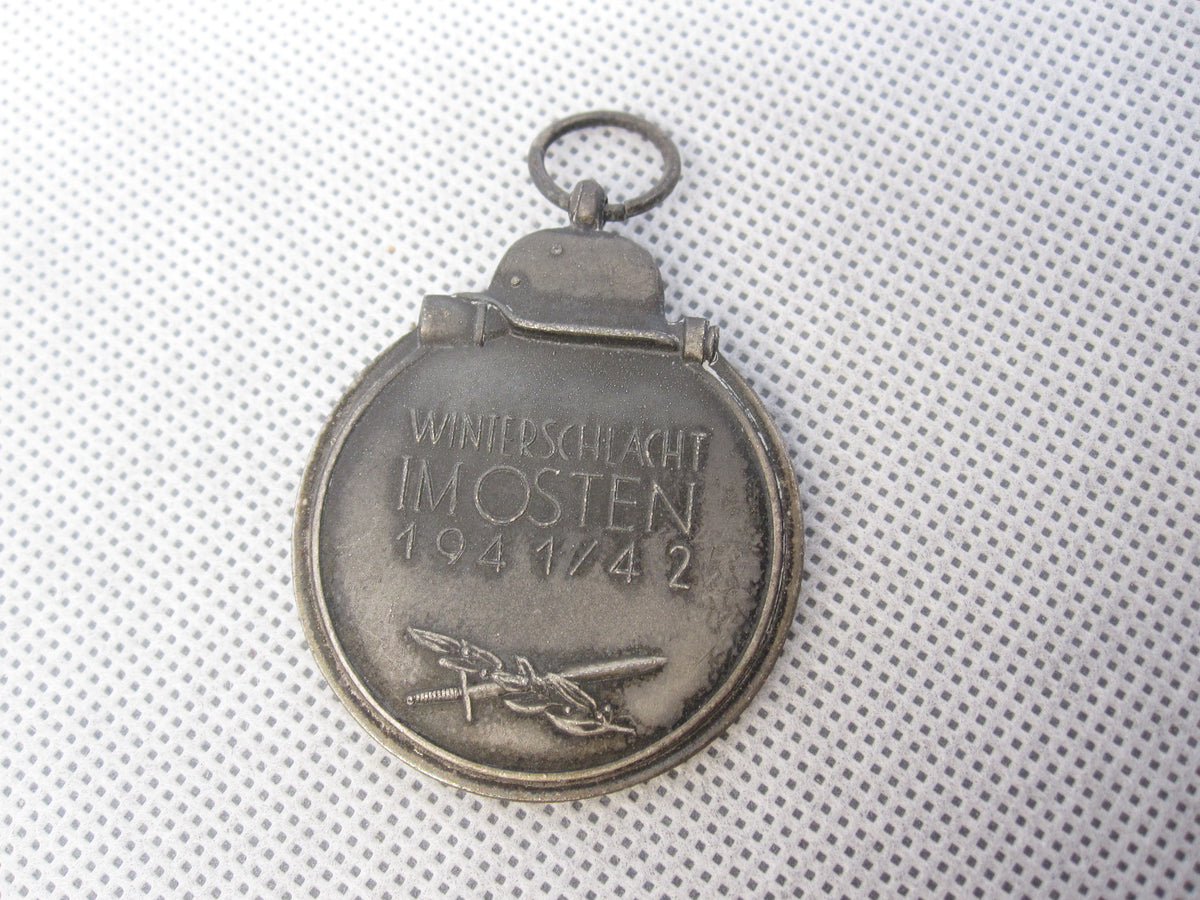 WINTERSCHLACHT
IM OSTEN
1941/42